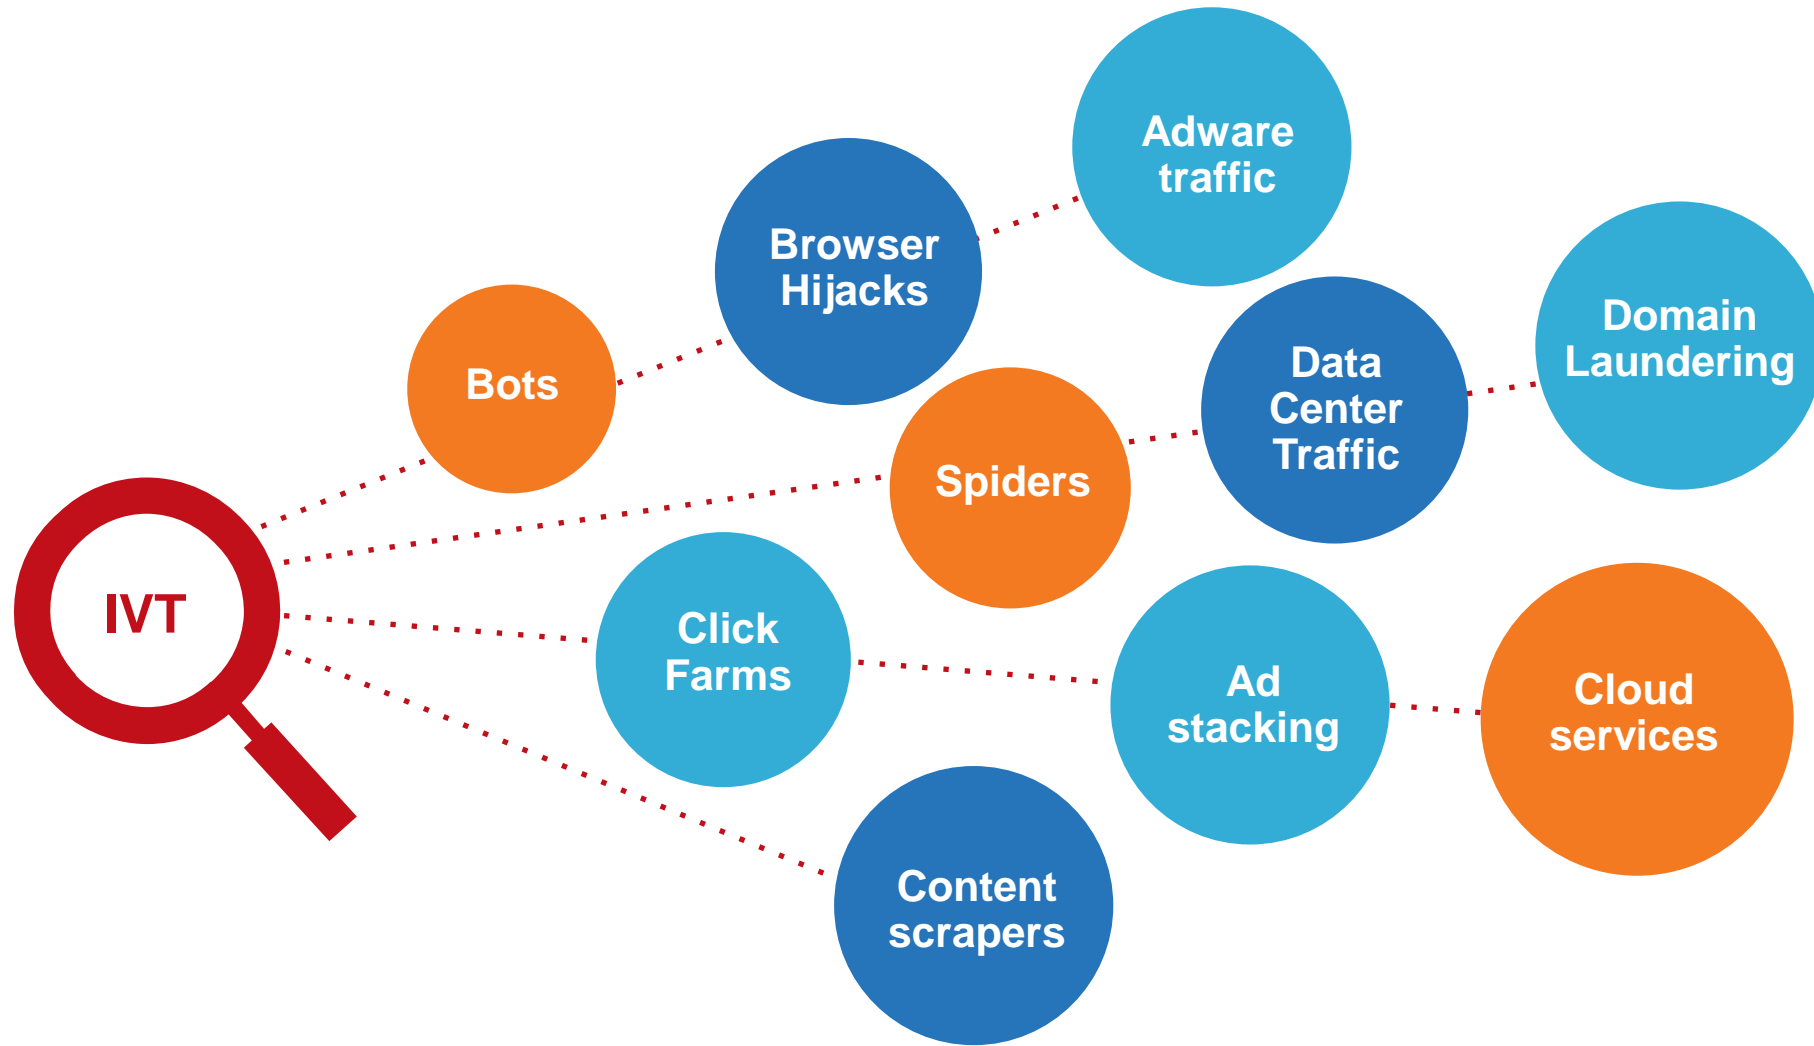 Adware
traffic
Browser
Hijacks
Domain
Laundering
Bots
Data
Center
Traffic
Spiders
IVT
Click
Farms
Ad
stacking
Cloud
services
Content
scrapers